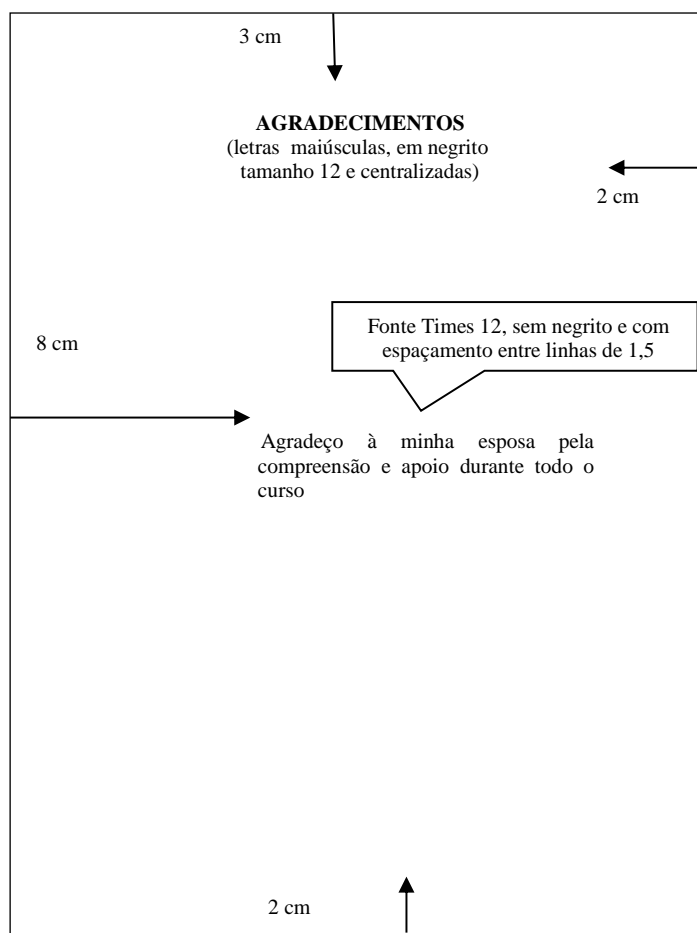 3 cm
AGRADECIMENTOS
(letras maiúsculas, em negrito
tamanho 12 e centralizadas)
2 cm
Fonte Times 12, sem negrito e com
espaçamento entre linhas de 1,5
8 cm
Agradeço à minha esposa pela
compreensão e apoio durante todo o
curso
2 cm